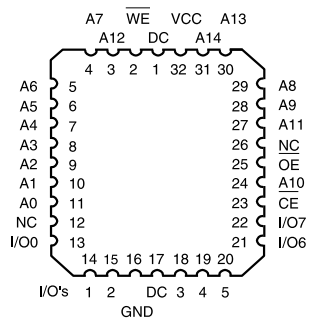 A7 W̅E̅ VCC A13
A12 DC A14
4 3 2 1 32 31 30
A6 5 29 A8
A5 6 28 A9
A4 7 27 A11
A3 8 26 NC
A2 9 25 O̅E̅
A1 10 24 A10
A0 11 23 C̅E̅
NC 12 22 I/O7
I/O0 13 21 I/O6
14 15 16 17 18 19 20
I/O's 1 2 DC 3 4 5
GND